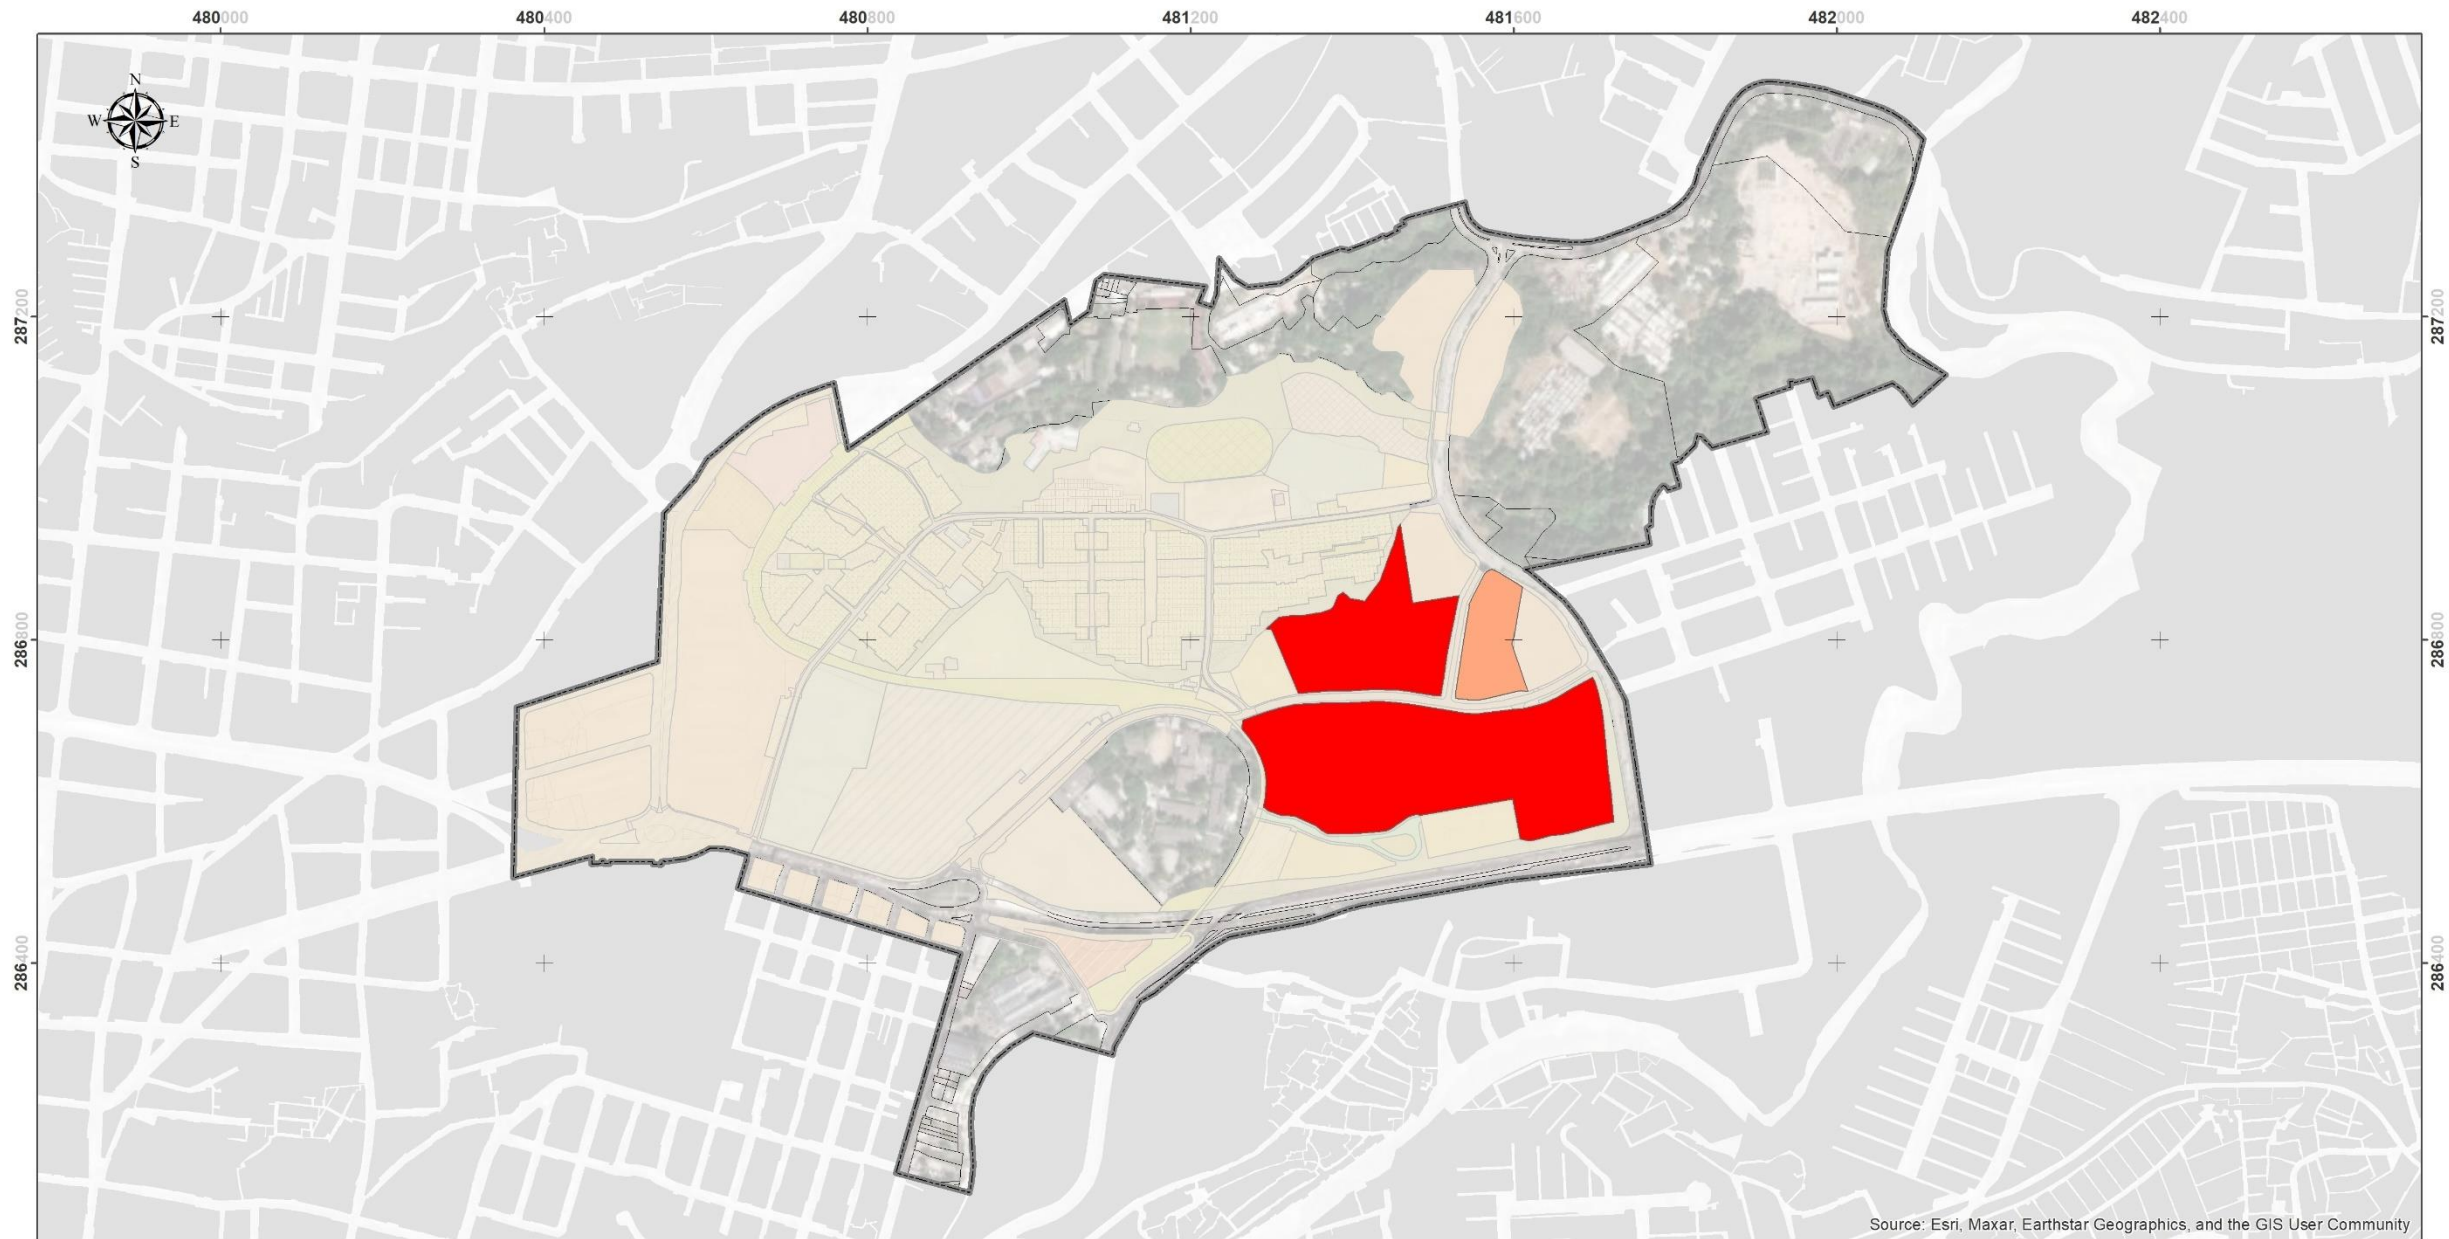 480000 480400 480800 481200 481600 482000 482400
N
W E
S
287200 287200
286800 286800
286400 286400
Source: Esri, Maxar, Earthstar Geographics, and the GIS User Community